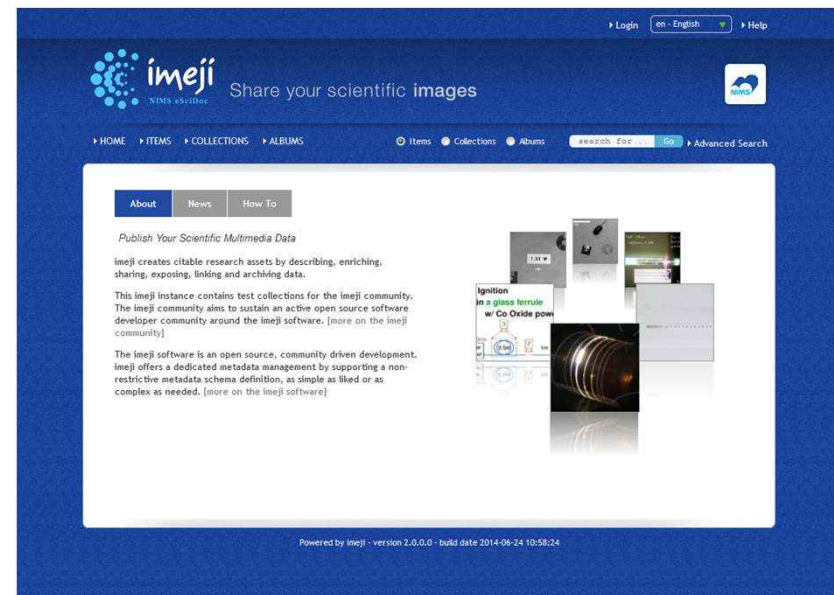 Login en - English Help
imeji
NIMS eSciDoc
Share your scientific images
NIMS
HOME ITEMS COLLECTIONS ALBUMS Items Collections Albums search for .. Go Advanced Search
About News How To
Publish Your Scientific Multimedia Data
imeji creates citable research assets by describing, enriching,
sharing, exposing, linking and archiving data.
This imeji instance contains test collections for the imeji community.
The imeji community aims to sustain an active open source software
developer community around the imeji software. [more on the imeji
community]
The imeji software is an open source, community driven development.
imeji offers a dedicated metadata management by supporting a non-
restrictive metadata schema definition, as simple as liked or as
complex as needed. [more on the imeji software]
Ignition
in a glass ferrule
w/ Co Oxide pow
Powered by imeji - version 2.0.0.0 - build date 2014-06-24 10:58:24